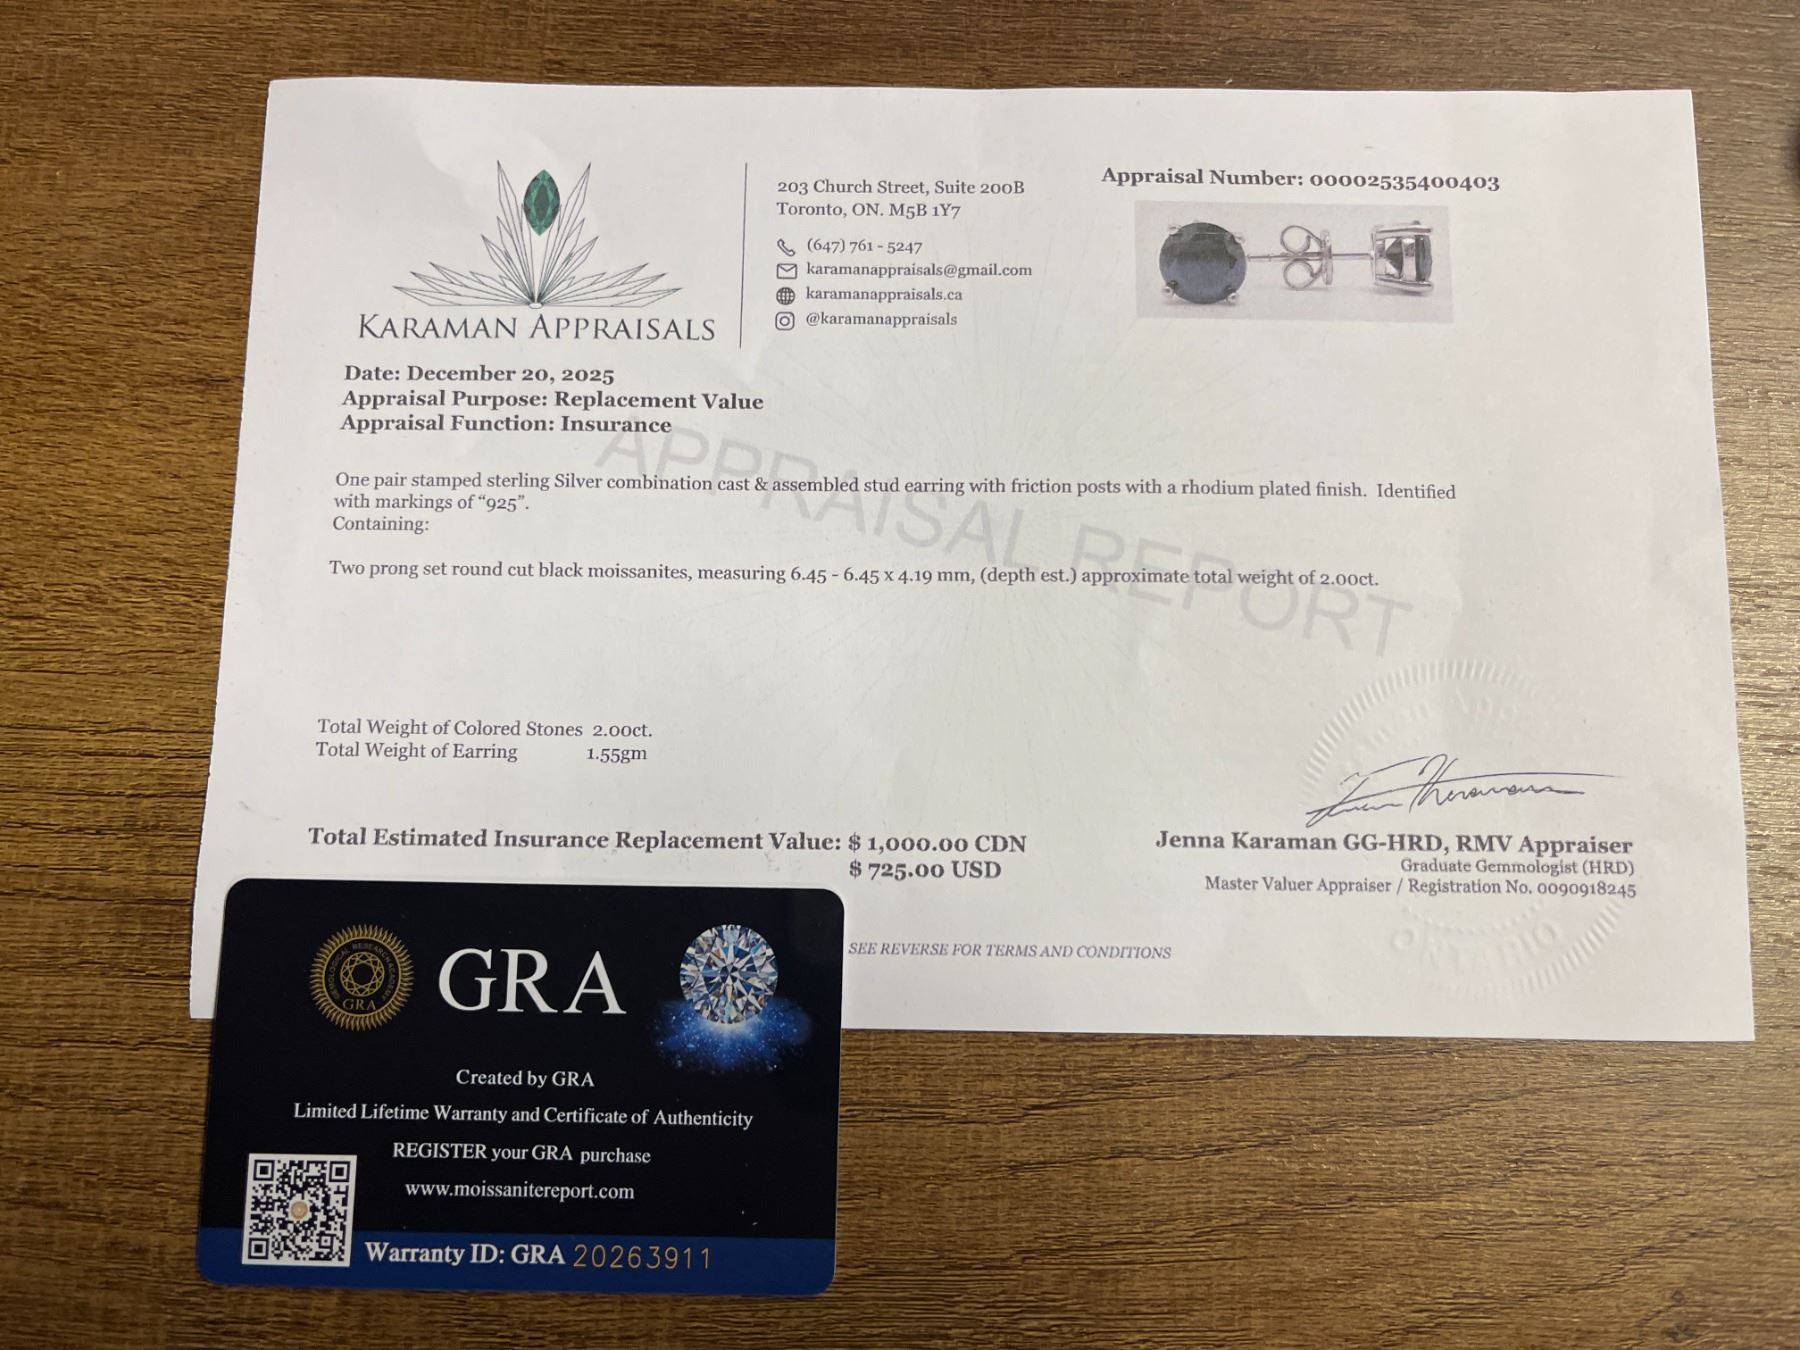 KARAMAN APPRAISALS
203 Church Street, Suite 200B
Toronto, ON. M5B 1Y7
(647) 761 - 5247
karamanappraisals@gmail.com
karamanappraisals.ca
@karamanappraisals
Appraisal Number: 00002535400403
Date: December 20, 2025
Appraisal Purpose: Replacement Value
Appraisal Function: Insurance
APPRAISAL REPORT
One pair stamped sterling Silver combination cast & assembled stud earring with friction posts with a rhodium plated finish. Identified
with markings of “925”.
Containing:
Two prong set round cut black moissanites, measuring 6.45 - 6.45 x 4.19 mm, (depth est.) approximate total weight of 2.00ct.
Total Weight of Colored Stones 2.00ct.
Total Weight of Earring 1.55gm
Total Estimated Insurance Replacement Value: $ 1,000.00 CDN
$ 725.00 USD
Jenna Karaman GG-HRD, RMV Appraiser
Graduate Gemmologist (HRD)
Master Valuer Appraiser / Registration No. 0090918245
ONTARIO
SEE REVERSE FOR TERMS AND CONDITIONS
GEMOLOGICAL RESEARCH ACADEMY
GRA
GRA
Created by GRA
Limited Lifetime Warranty and Certificate of Authenticity
REGISTER your GRA purchase
www.moissanitereport.com
Warranty ID: GRA 20263911